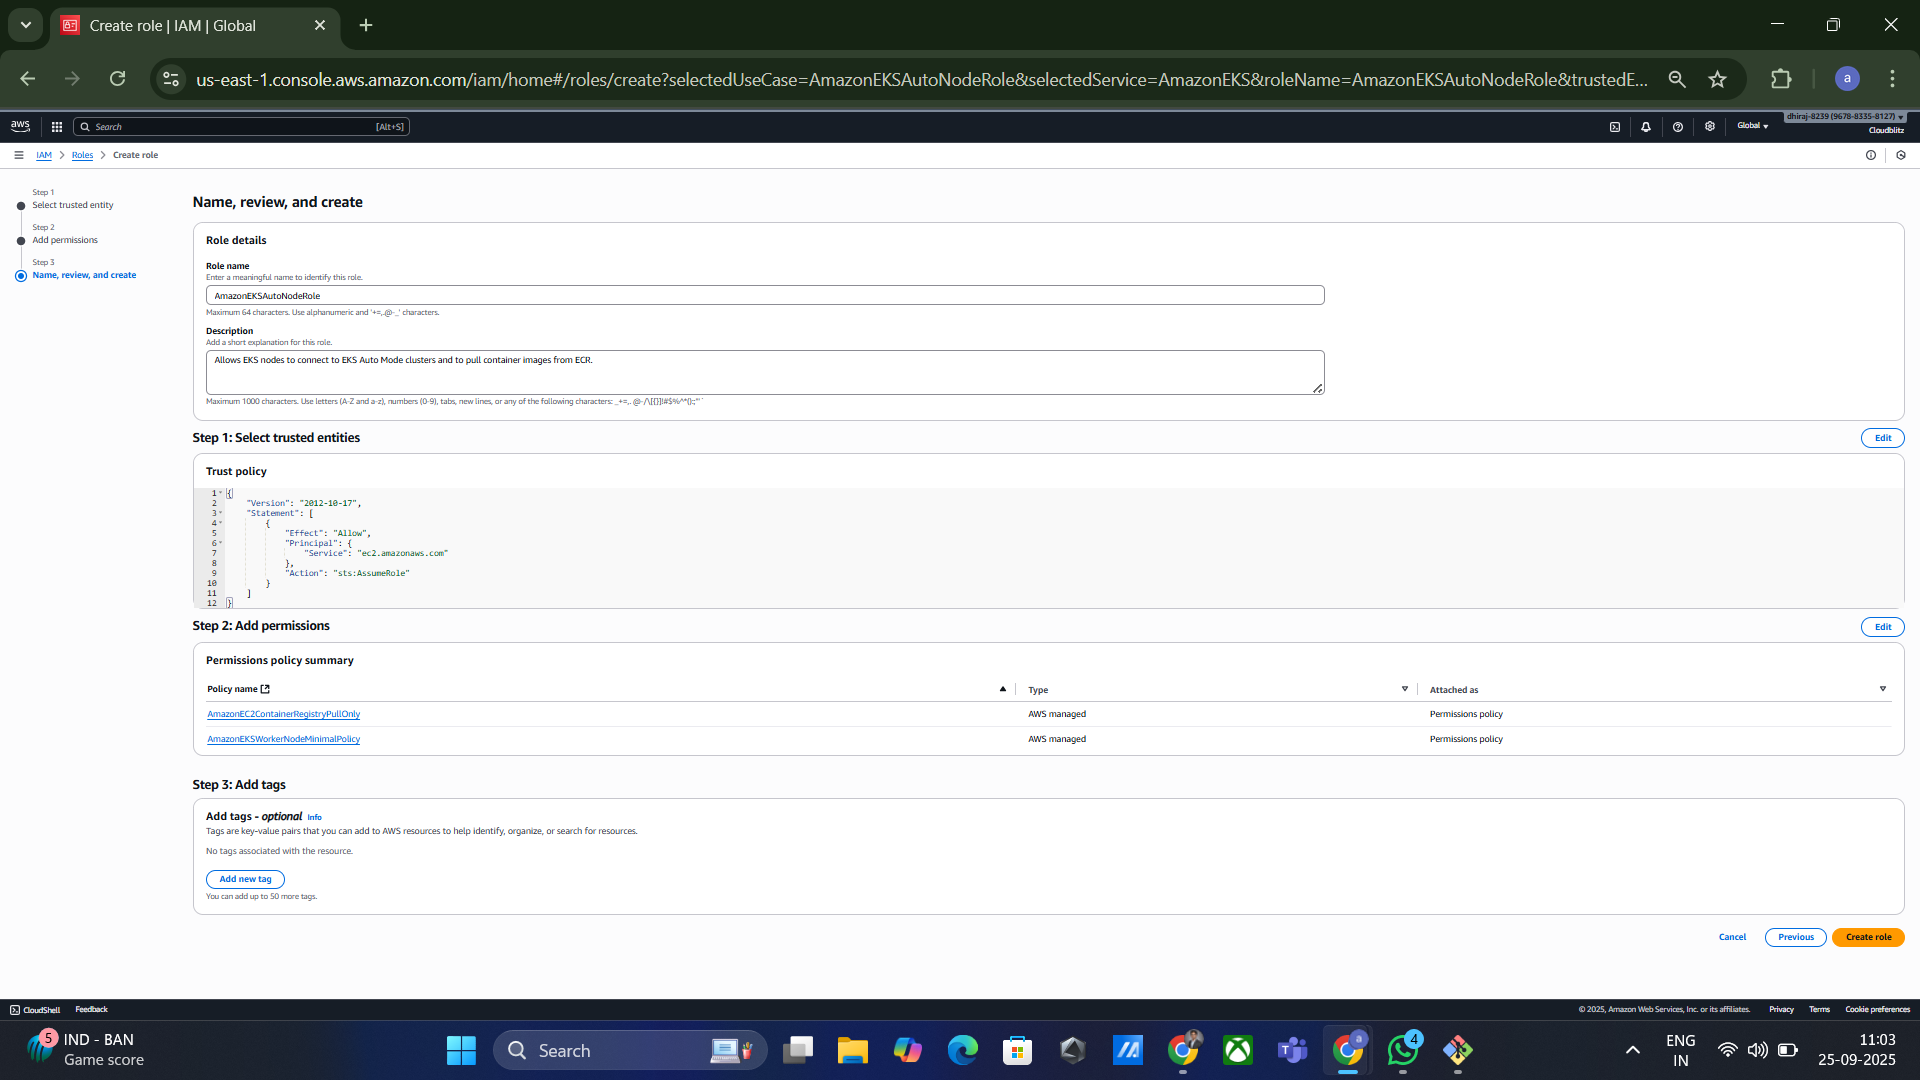 Create role | IAM | Global
us-east-1.console.aws.amazon.com/iam/home#/roles/create?selectedUseCase=AmazonEKSAutoNodeRole&selectedService=AmazonEKS&roleName=AmazonEKSAutoNodeRole&trustedE...
a
aws
Search
[Alt+S]
Global
dhiraj-8239 (9678-8335-8127)
Cloudblitz
IAM > Roles > Create role
Step 1
Select trusted entity
Step 2
Add permissions
Step 3
Name, review, and create
Name, review, and create
Role details
Role name
Enter a meaningful name to identify this role.
AmazonEKSAutoNodeRole
Maximum 64 characters. Use alphanumeric and '+=,.@-_' characters.
Description
Add a short explanation for this role.
Allows EKS nodes to connect to EKS Auto Mode clusters and to pull container images from ECR.
Maximum 1000 characters. Use letters (A-Z and a-z), numbers (0-9), tabs, new lines, or any of the following characters:
Step 1: Select trusted entities
Edit
Trust policy
1 {
2 "Version": "2012-10-17",
3 "Statement": [
4 {
5 "Effect": "Allow",
6 "Principal": {
7 "Service": "ec2.amazonaws.com"
8 },
9 "Action": "sts:AssumeRole"
10 }
11 ]
12 }
Step 2: Add permissions
Edit
Permissions policy summary
Policy name Type Attached as
AmazonEC2ContainerRegistryPullOnly AWS managed Permissions policy
AmazonEKSWorkerNodeMinimalPolicy AWS managed Permissions policy
Step 3: Add tags
Add tags - optional Info
Tags are key-value pairs that you can add to AWS resources to help identify, organize, or search for resources.
No tags associated with the resource.
Add new tag
You can add up to 50 more tags.
Cancel Previous Create role
CloudShell Feedback
© 2025, Amazon Web Services, Inc. or its affiliates. Privacy Terms Cookie preferences
5
IND - BAN
Game score
Search
a
4
ENG
IN
11:03
25-09-2025